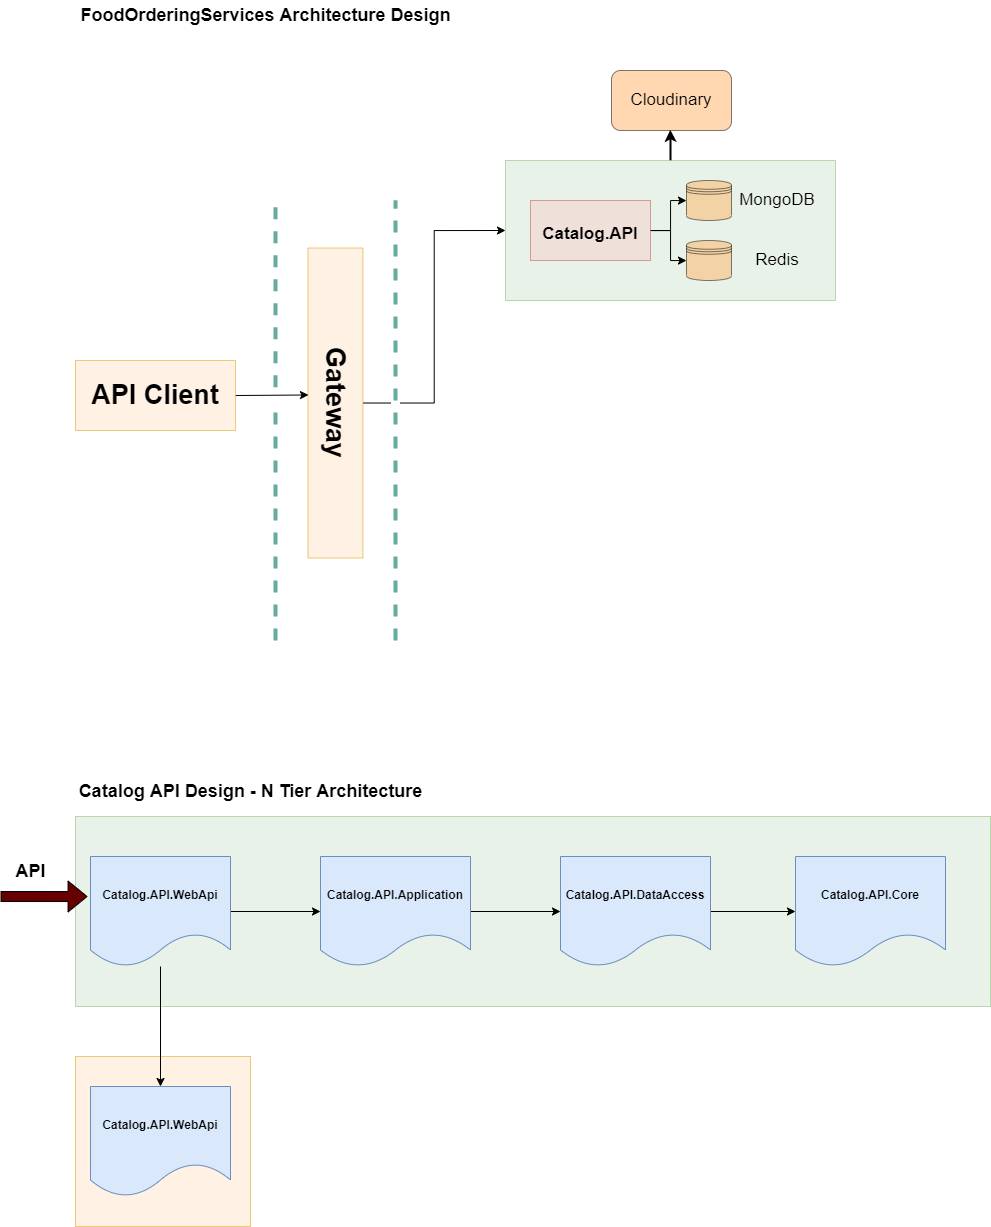 FoodOrderingServices Architecture Design
Cloudinary
MongoDB
Catalog.API
Redis
API Client
Gateway
Catalog API Design - N Tier Architecture
API
Catalog.API.WebApi
Catalog.API.Application
Catalog.API.DataAccess
Catalog.API.Core
Catalog.API.WebApi